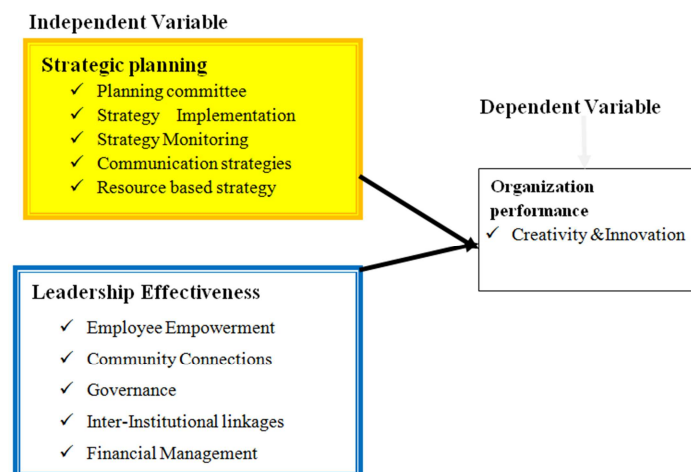 Independent Variable
Strategic planning
✓ Planning committee
✓ Strategy Implementation
✓ Strategy Monitoring
✓ Communication strategies
✓ Resource based strategy
Dependent Variable
Organization
performance
✓ Creativity &Innovation
Leadership Effectiveness
✓ Employee Empowerment
✓ Community Connections
✓ Governance
✓ Inter-Institutional linkages
✓ Financial Management